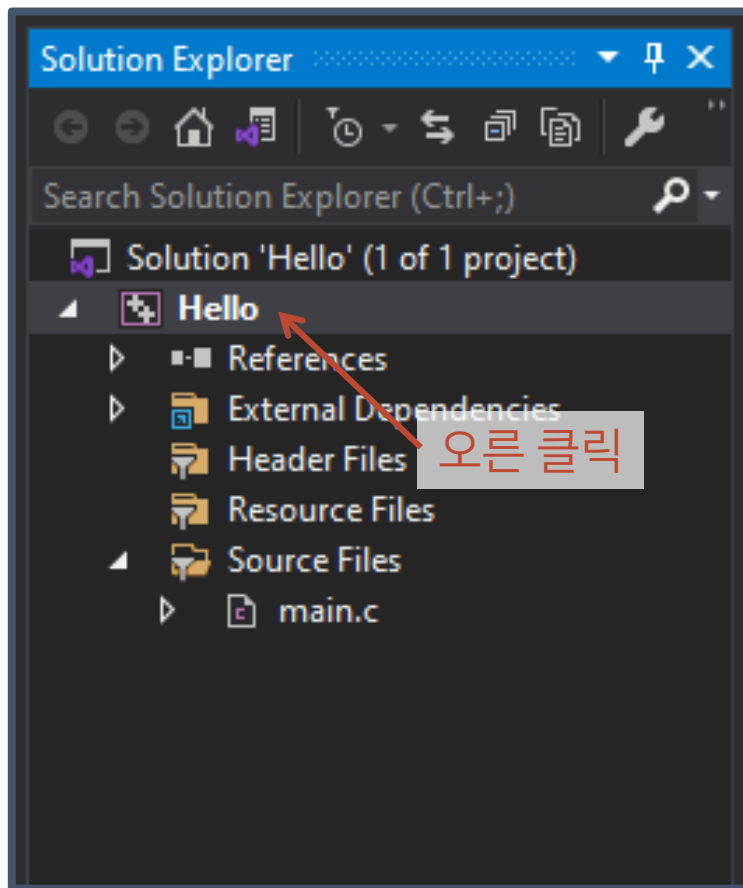 Solution Explorer
Search Solution Explorer (Ctrl+;)
Solution 'Hello' (1 of 1 project)
Hello
References
External Dependencies
Header Files
오른 클릭
Resource Files
Source Files
main.c